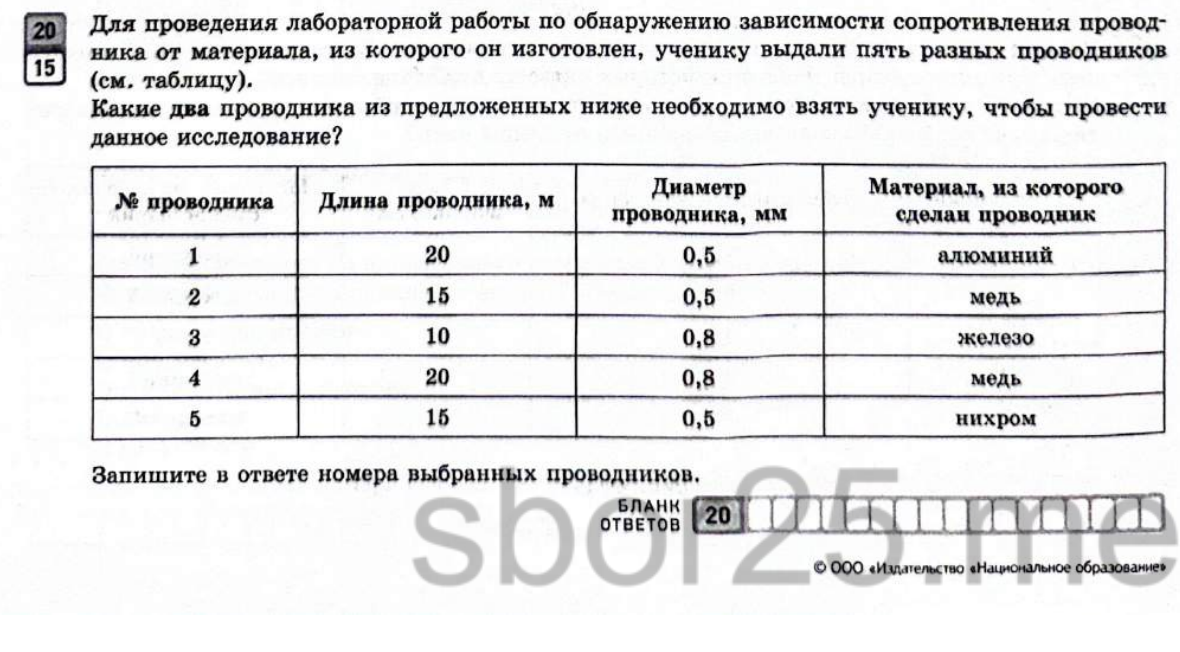 20
15
Для проведения лабораторной работы по обнаружению зависимости сопротивления провод-
ника от материала, из которого он изготовлен, ученику выдали пять разных проводников
(см. таблицу).
Какие два проводника из предложенных ниже необходимо взять ученику, чтобы провести
данное исследование?
№ проводника Длина проводника, м Диаметр проводника, мм Материал, из которого сделан проводник
1 20 0,5 алюминий
2 15 0,5 медь
3 10 0,8 железо
4 20 0,8 медь
5 15 0,5 нихром
Запишите в ответе номера выбранных проводников.
БЛАНК
ОТВЕТОВ 20
sbor25.me
© ООО «Издательство «Национальное образование»